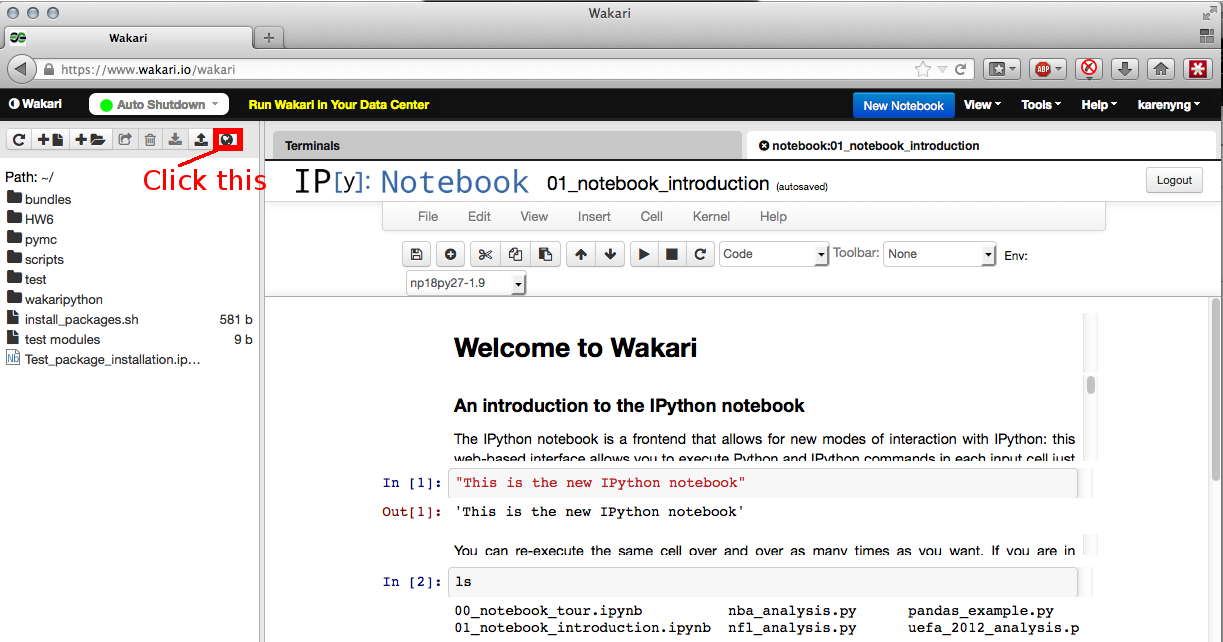 Wakari
Wakari
https://www.wakari.io/wakari
ABP
Wakari
Auto Shutdown
Run Wakari in Your Data Center
New Notebook
View
Tools
Help
karenyng
Click this
Path: ~/
bundles
HW6
pymc
scripts
test
wakaripython
install_packages.sh 581 b
test modules 9 b
Nb Test_package_installation.ip...
Terminals
notebook:01_notebook_introduction
IP[y]: Notebook 01_notebook_introduction (autosaved)
Logout
File Edit View Insert Cell Kernel Help
Code Toolbar: None Env:
np18py27-1.9
Welcome to Wakari
An introduction to the IPython notebook
The IPython notebook is a frontend that allows for new modes of interaction with IPython: this
web-based interface allows you to execute Python and IPython commands in each input cell just
In [1]: "This is the new IPython notebook"
Out[1]: 'This is the new IPython notebook'
You can re-execute the same cell over and over as many times as you want. If you are in
In [2]: ls
00_notebook_tour.ipynb nba_analysis.py pandas_example.py
01_notebook_introduction.ipynb nfl_analysis.py uefa_2012_analysis.p